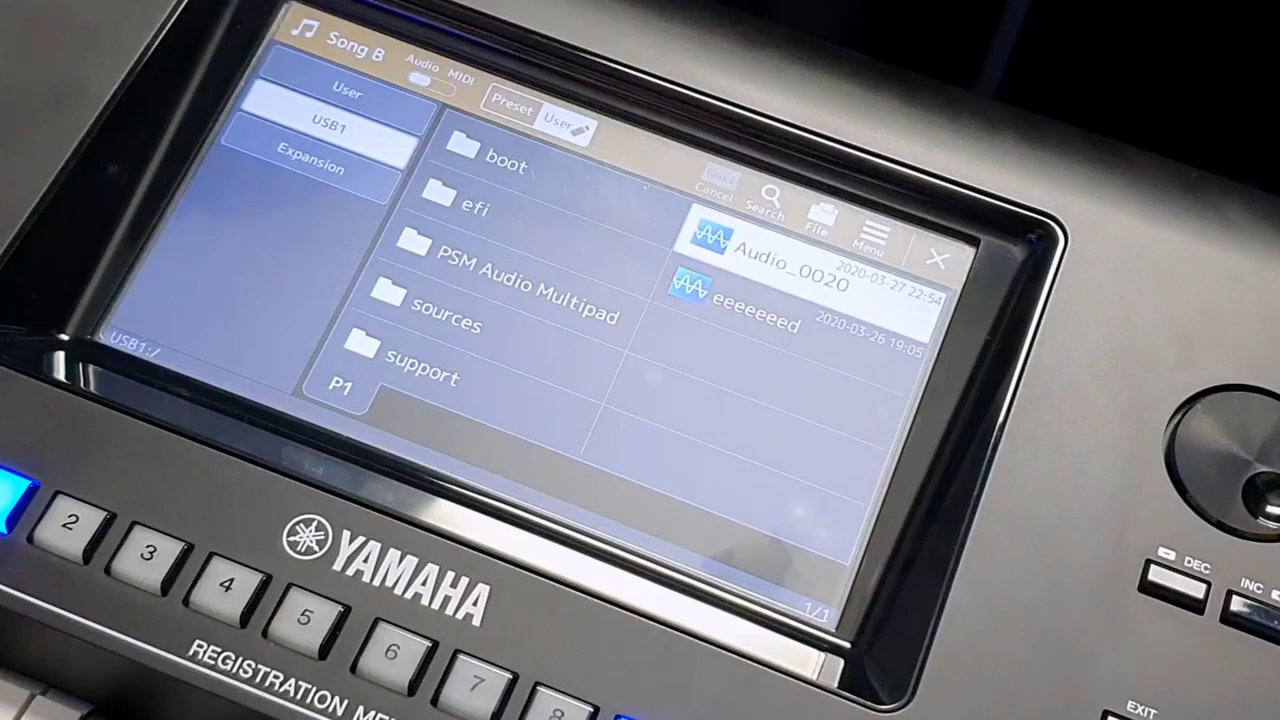 Song B
Audio MIDI
Preset User
Next
Cancel
Search
File
Menu
User
USB1
Expansion
boot
efi
PSM Audio Multipad
sources
support
Audio_0020
2020-03-27 22:54
eeeeeeed
2020-03-26 19:05
USB1:/
P1
1/1
YAMAHA
2
3
4
5
6
7
8
REGISTRATION ME
DEC
INC
EXIT